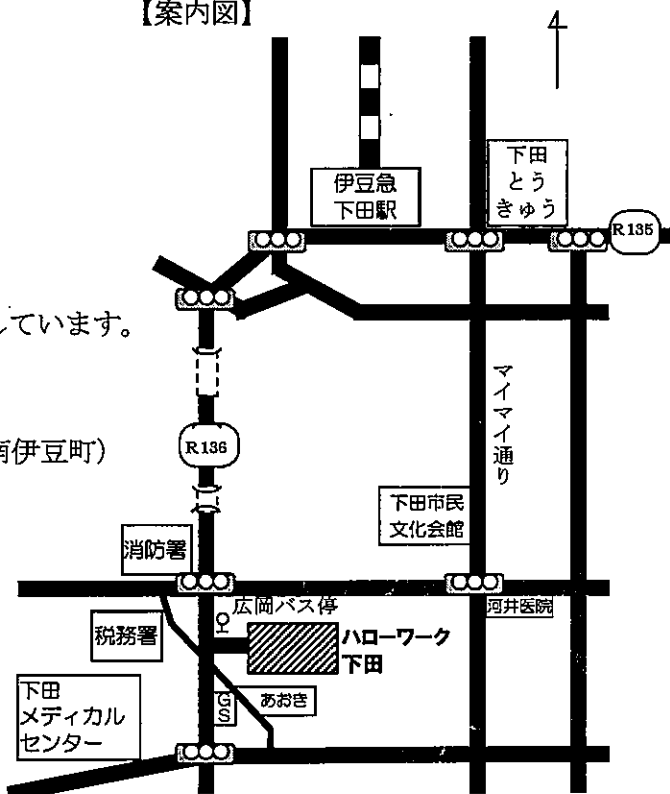 【案内図】
4
下田
とう
きゅう
伊豆急
下田駅
R135
しています。
マイマイ通り
南伊豆町)
R136
下田市民
文化会館
消防署
広岡バス停
河井医院
税務署
ハローワーク
下田
下田
メディカル
センター
GS
あおき